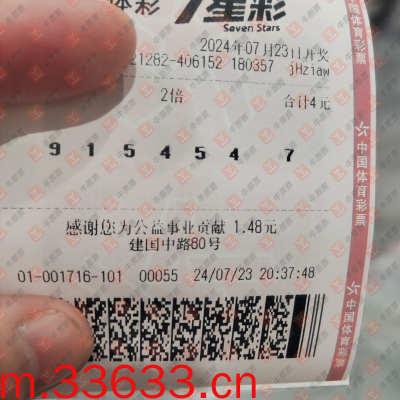 体彩 7星彩
Seven Stars
2024年07月23日开奖
21282-406152 180357 jHziaw
2倍 合计4元
9 1 5 4 5 4 7
感谢您为公益事业贡献 1.48元
建国中路80号
01-001716-101 00055 24/07/23 20:37:48
中国体育彩票
中国体育彩票
m.33633.cn